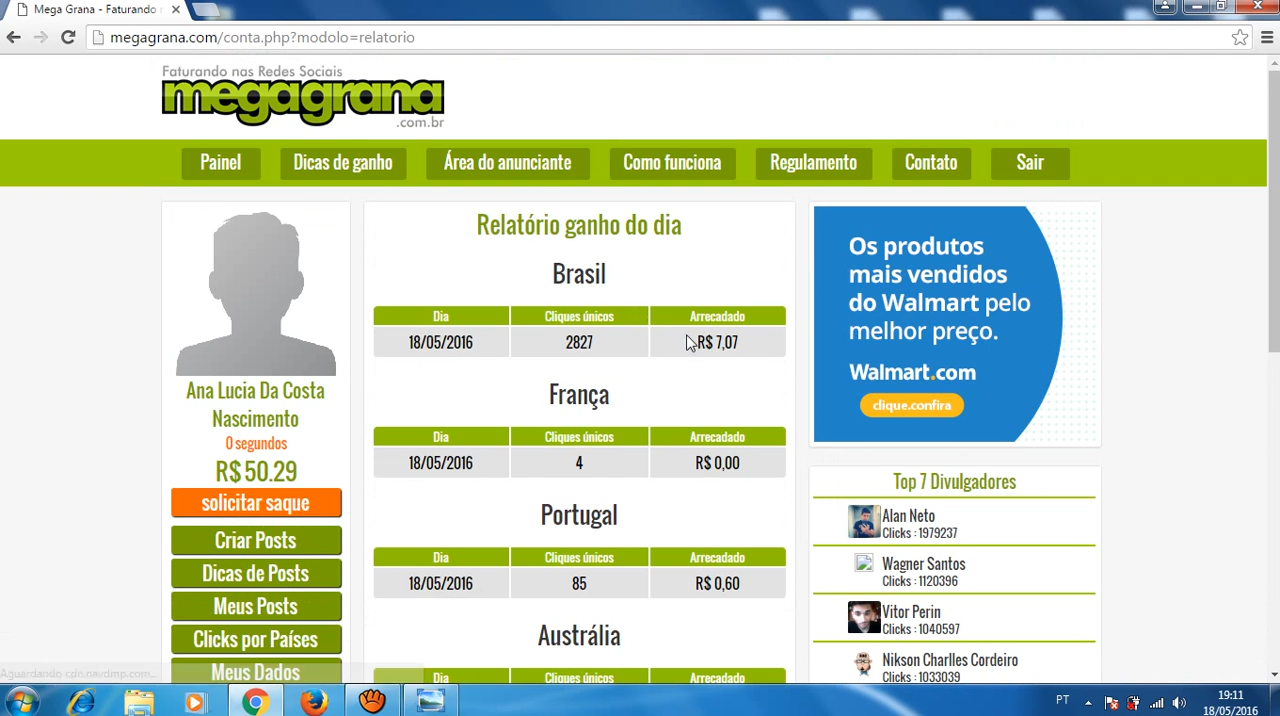 Mega Grana - Faturando n
megagrana.com/conta.php?modolo=relatorio
Faturando nas Redes Sociais
megagrana
.com.br
Painel
Dicas de ganho
Área do anunciante
Como funciona
Regulamento
Contato
Sair
Ana Lucia Da Costa
Nascimento
0 segundos
R$ 50.29
solicitar saque
Criar Posts
Dicas de Posts
Meus Posts
Clicks por Países
Meus Dados
Relatório ganho do dia
Brasil
Dia Cliques únicos Arrecadado
18/05/2016 2827 R$ 7,07
França
Dia Cliques únicos Arrecadado
18/05/2016 4 R$ 0,00
Portugal
Dia Cliques únicos Arrecadado
18/05/2016 85 R$ 0,60
Austrália
Dia Cliques únicos Arrecadado
Os produtos
mais vendidos
do Walmart pelo
melhor preço.
Walmart.com
clique.confira
Top 7 Divulgadores
Alan Neto
Clicks : 1979237
Wagner Santos
Clicks : 1120396
Vitor Perin
Clicks : 1040597
Nikson Charlles Cordeiro
Clicks : 1033039
Aguardando cdn.navdmp.com...
PT
19:11
18/05/2016